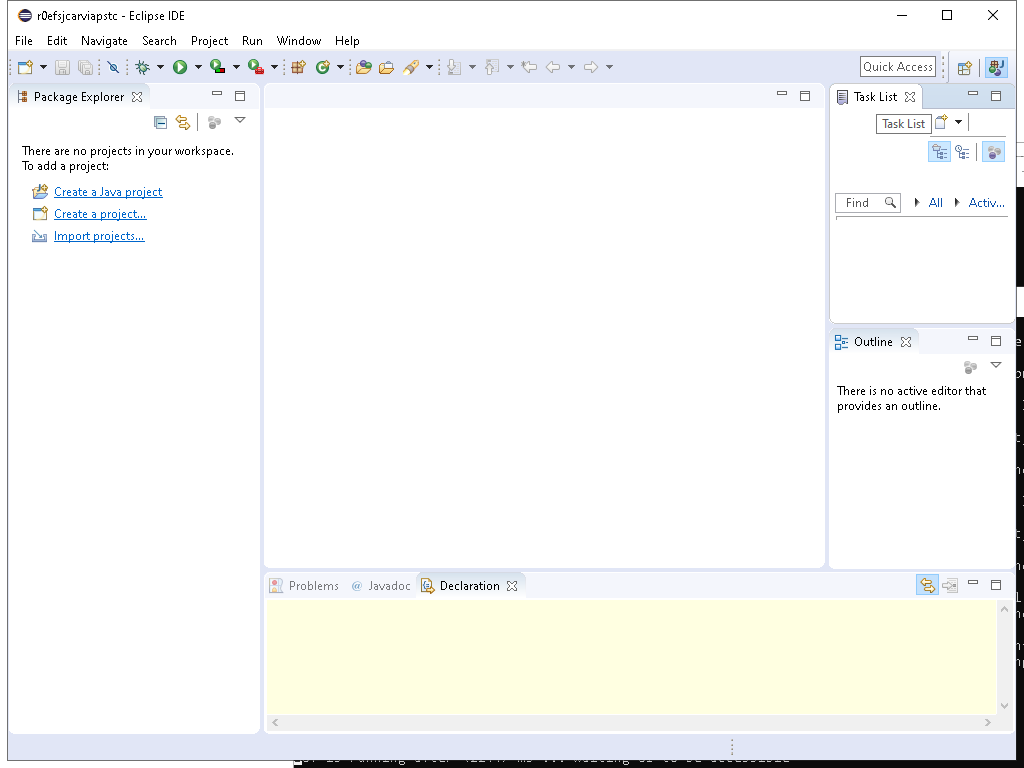 r0efsjcarviapstc - Eclipse IDE
File Edit Navigate Search Project Run Window Help
Quick Access
Package Explorer
Task List
Task List
There are no projects in your workspace.
To add a project:
Create a Java project
Create a project...
Import projects...
Find
All
Activ...
Outline
There is no active editor that
provides an outline.
Problems
@ Javadoc
Declaration